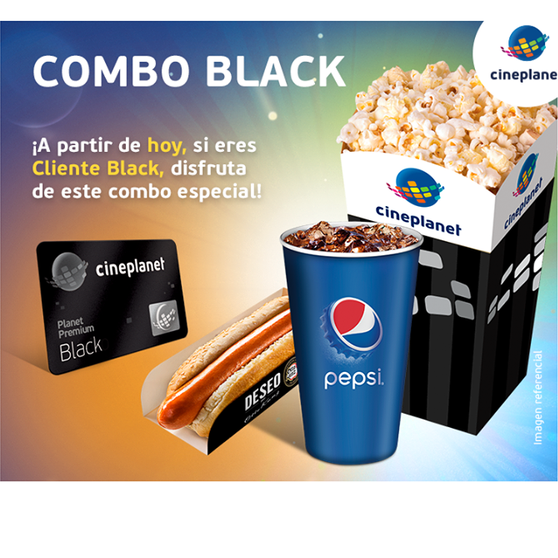 COMBO BLACK
cineplane
¡A partir de hoy, si eres
Cliente Black, disfruta
de este combo especial!
cineplanet
cineplanet
cineplanet
Planet
Premium
Black
DESEO
pepsi
Imagen referencial